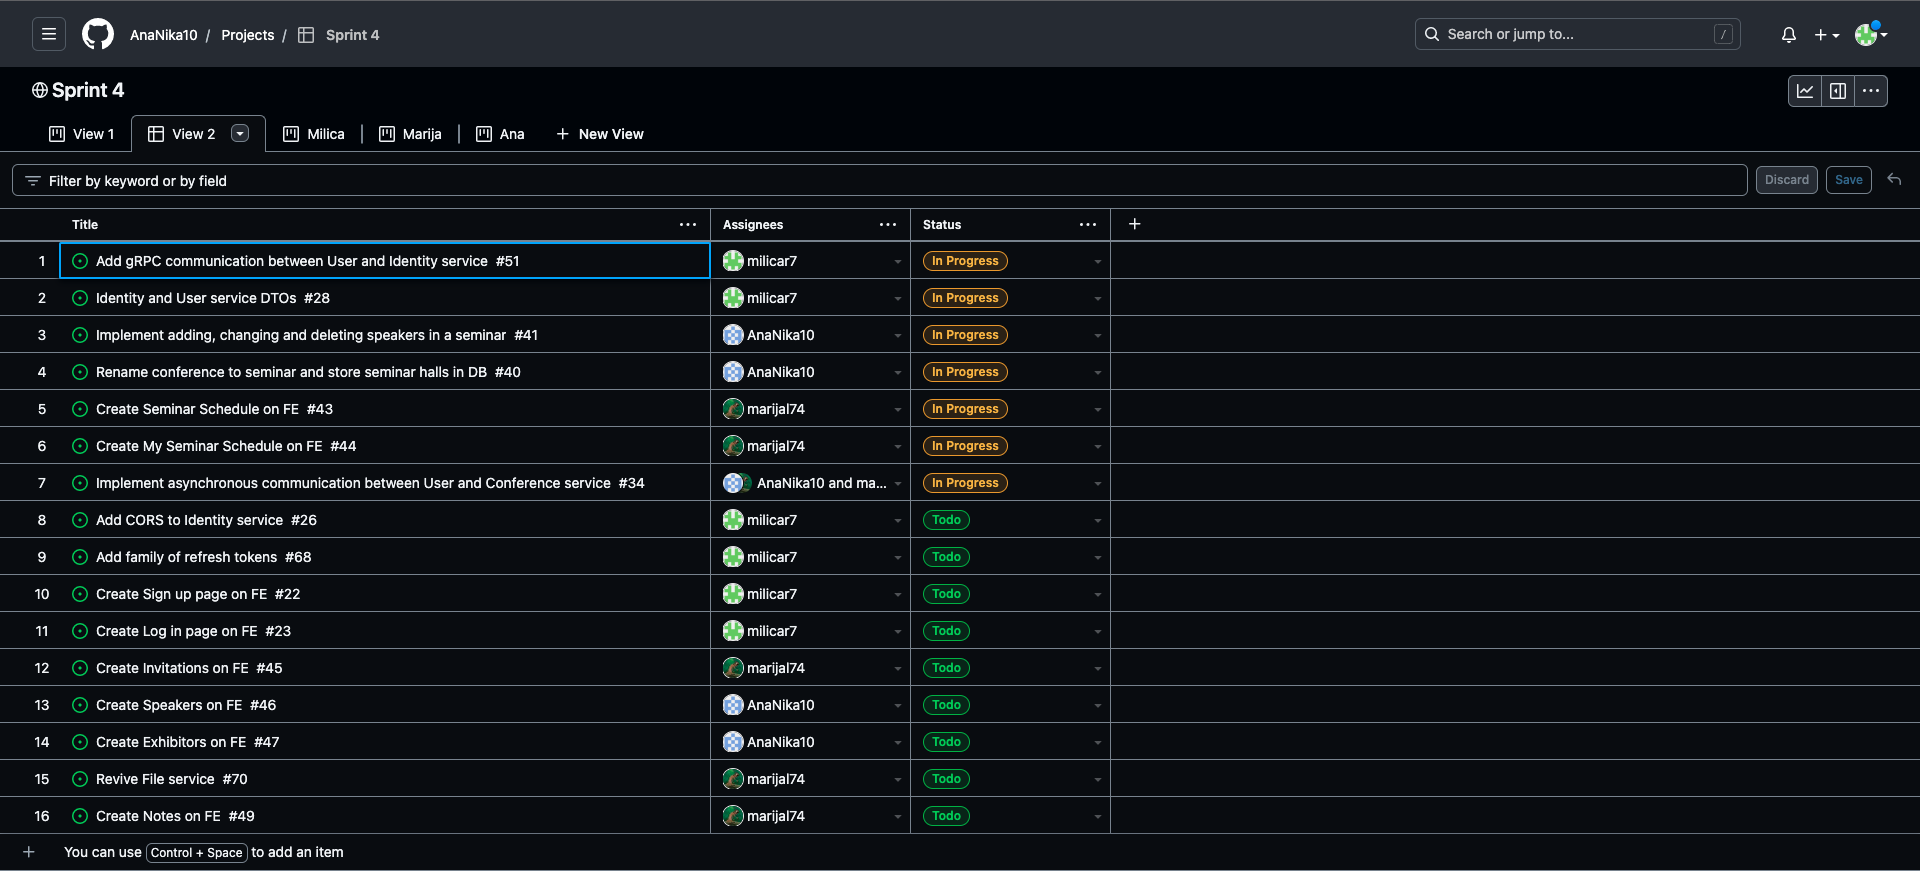 AnaNika10 / Projects / Sprint 4
Search or jump to... /
Sprint 4
View 1 View 2 Milica Marija Ana New View
Filter by keyword or by field Discard Save
Title Assignees Status
1 Add gRPC communication between User and Identity service #51 milicar7 In Progress
2 Identity and User service DTOs #28 milicar7 In Progress
3 Implement adding, changing and deleting speakers in a seminar #41 AnaNika10 In Progress
4 Rename conference to seminar and store seminar halls in DB #40 AnaNika10 In Progress
5 Create Seminar Schedule on FE #43 marijal74 In Progress
6 Create My Seminar Schedule on FE #44 marijal74 In Progress
7 Implement asynchronous communication between User and Conference service #34 AnaNika10 and ma... In Progress
8 Add CORS to Identity service #26 milicar7 Todo
9 Add family of refresh tokens #68 milicar7 Todo
10 Create Sign up page on FE #22 milicar7 Todo
11 Create Log in page on FE #23 milicar7 Todo
12 Create Invitations on FE #45 marijal74 Todo
13 Create Speakers on FE #46 AnaNika10 Todo
14 Create Exhibitors on FE #47 AnaNika10 Todo
15 Revive File service #70 marijal74 Todo
16 Create Notes on FE #49 marijal74 Todo
You can use Control + Space to add an item